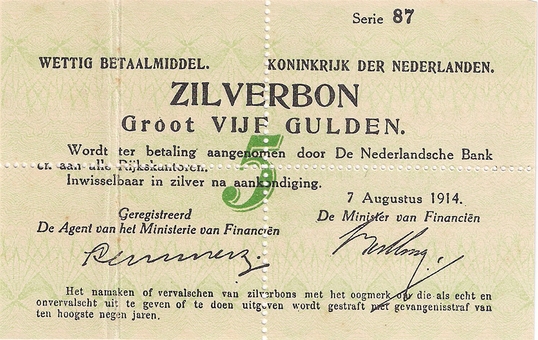 Serie 87
WETTIG BETAALMIDDEL. KONINKRIJK DER NEDERLANDEN.
ZILVERBON
Groot VIJF GULDEN.
5
Wordt ter betaling aangenomen door De Nederlandsche Bank
en aan alle Rijkskantoren.
Inwisselbaar in zilver na aankondiging.
7 Augustus 1914.
Geregistreerd De Minister van Financiën
De Agent van het Ministerie van Financiën
Het namaken of vervalschen van zilverbons met het oogmerk om die als echt en
onvervalscht uit te geven of te doen uitgeven wordt gestraft met gevangenisstraf van
ten hoogste negen jaren.